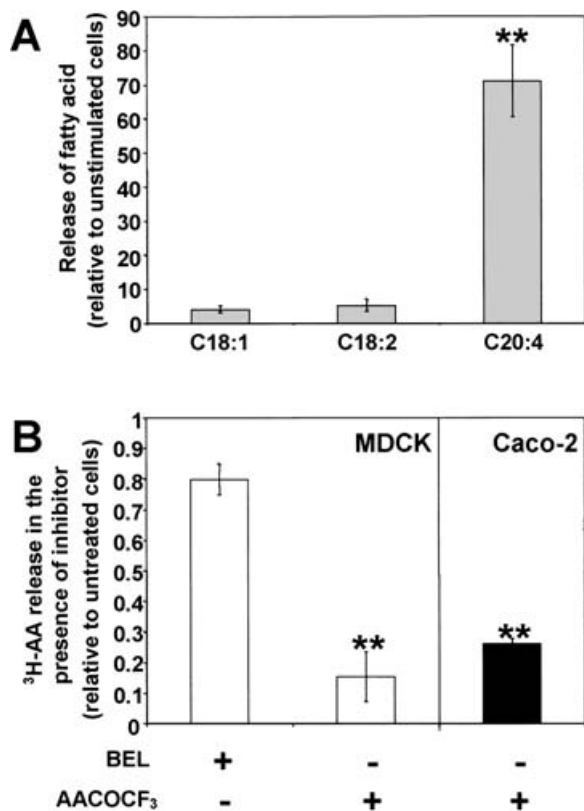 A
Release of fatty acid
(relative to unstimulated cells)
90
80
70
60
50
40
30
20
10
0
**
C18:1 C18:2 C20:4
B
MDCK Caco-2
³H-AA release in the
presence of inhibitor
(relative to untreated cells)
1
0.9
0.8
0.7
0.6
0.5
0.4
0.3
0.2
0.1
0
** **
BEL + - -
AACOCF₃ - + +